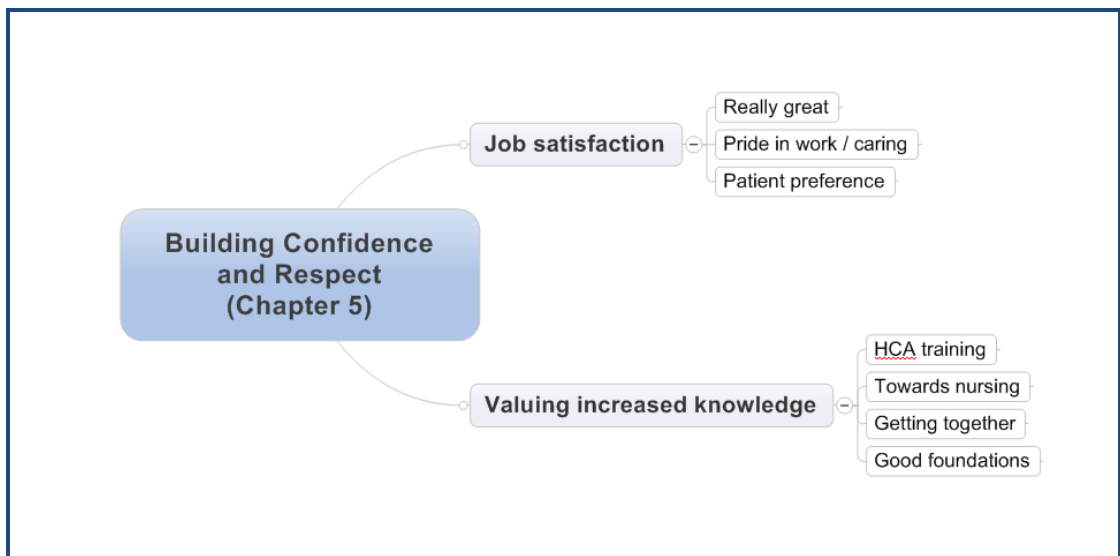 Building Confidence
and Respect
(Chapter 5)
Job satisfaction
Really great
Pride in work / caring
Patient preference
Valuing increased knowledge
HCA training
Towards nursing
Getting together
Good foundations